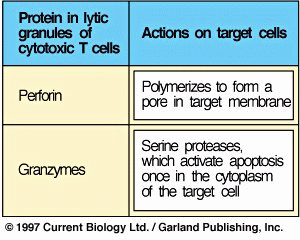 Protein in lytic
granules of
cytotoxic T cells
Actions on target cells
Perforin
Polymerizes to form a
pore in target membrane
Granzymes
Serine proteases,
which activate apoptosis
once in the cytoplasm
of the target cell
© 1997 Current Biology Ltd. / Garland Publishing, Inc.